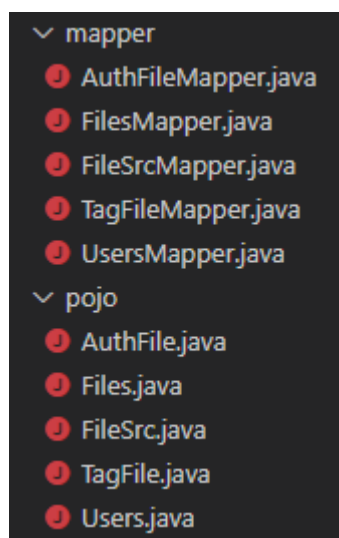 mapper
J AuthFileMapper.java
J FilesMapper.java
J FileSrcMapper.java
J TagFileMapper.java
J UsersMapper.java
pojo
J AuthFile.java
J Files.java
J FileSrc.java
J TagFile.java
J Users.java